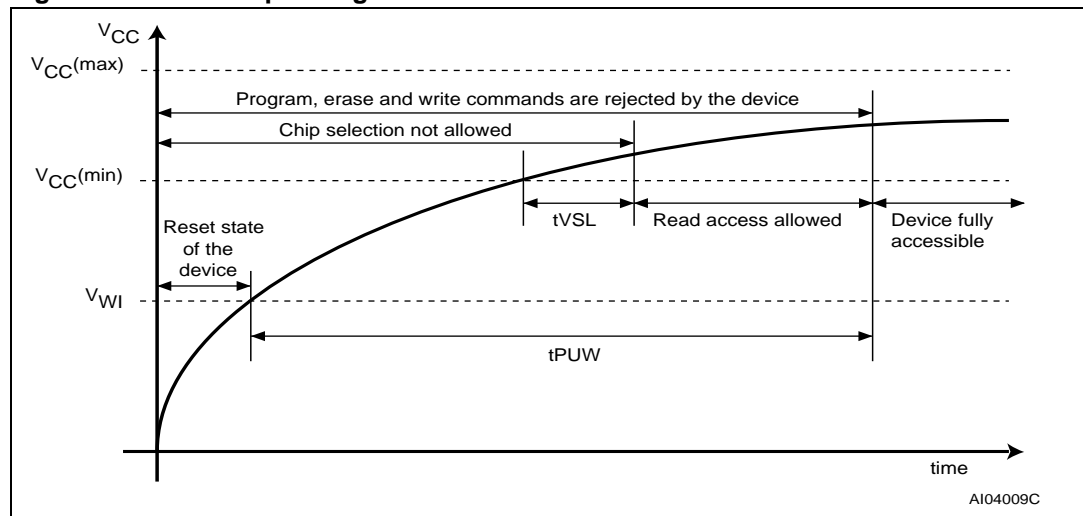 VCC
VCC(max)
Program, erase and write commands are rejected by the device
Chip selection not allowed
VCC(min)
tVSL
Read access allowed
Device fully
accessible
Reset state
of the
device
VWI
tPUW
time
AI04009C